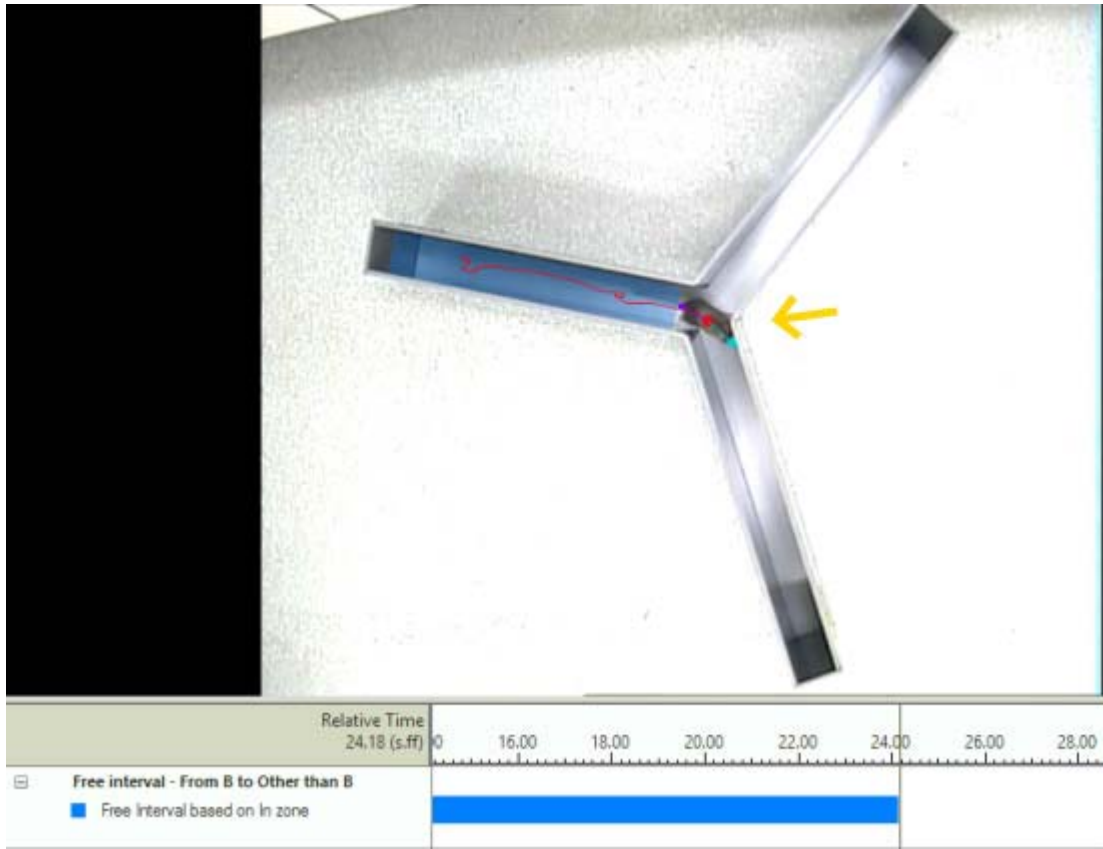 Relative Time
24.18 (s.ff)
00 16.00 18.00 20.00 22.00 24.00 26.00 28.00
Free interval - From B to Other than B
Free Interval based on In zone